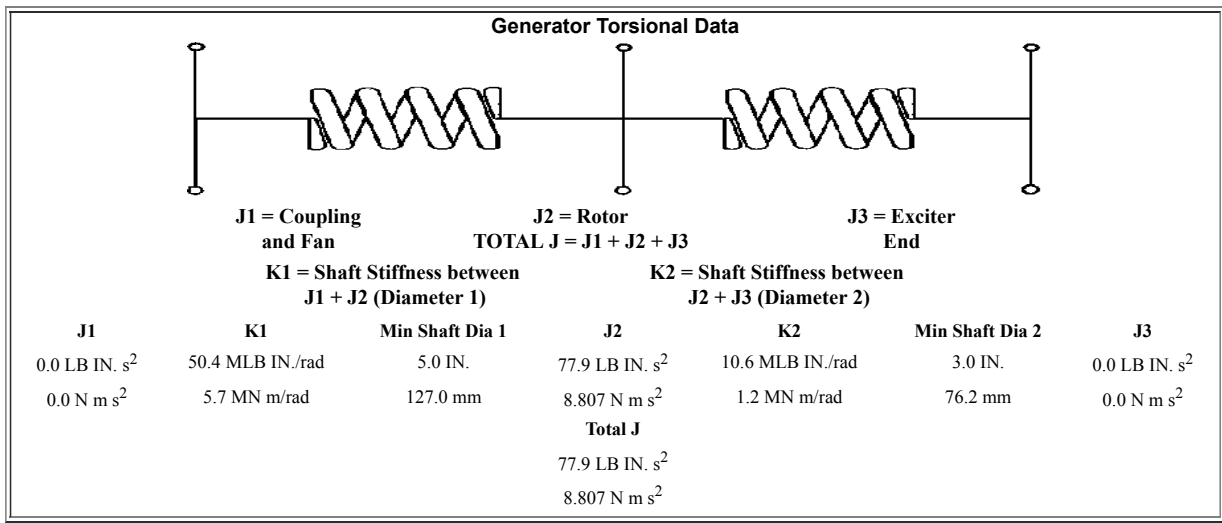 Generator Torsional Data
J1 = Coupling and Fan
J2 = Rotor
TOTAL J = J1 + J2 + J3
J3 = Exciter End
K1 = Shaft Stiffness between J1 + J2 (Diameter 1)
K2 = Shaft Stiffness between J2 + J3 (Diameter 2)
J1 K1 Min Shaft Dia 1 J2 K2 Min Shaft Dia 2 J3
0.0 LB IN. s² 50.4 MLB IN./rad 5.0 IN. 77.9 LB IN. s² 10.6 MLB IN./rad 3.0 IN. 0.0 LB IN. s²
0.0 N m s² 5.7 MN m/rad 127.0 mm 8.807 N m s² 1.2 MN m/rad 76.2 mm 0.0 N m s²
Total J
77.9 LB IN. s²
8.807 N m s²